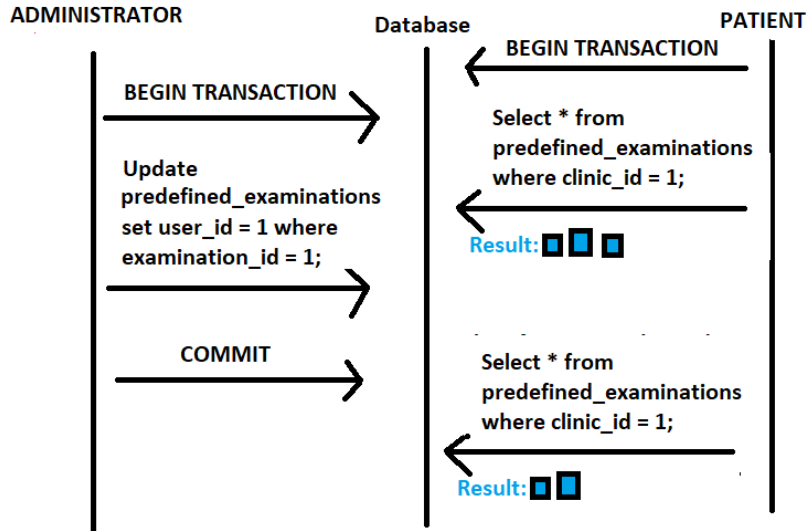 ADMINISTRATOR
Database
PATIENT
BEGIN TRANSACTION
BEGIN TRANSACTION
Select * from
predefined_examinations
where clinic_id = 1;
Update
predefined_examinations
set user_id = 1 where
examination_id = 1;
Result:
COMMIT
Select * from
predefined_examinations
where clinic_id = 1;
Result: